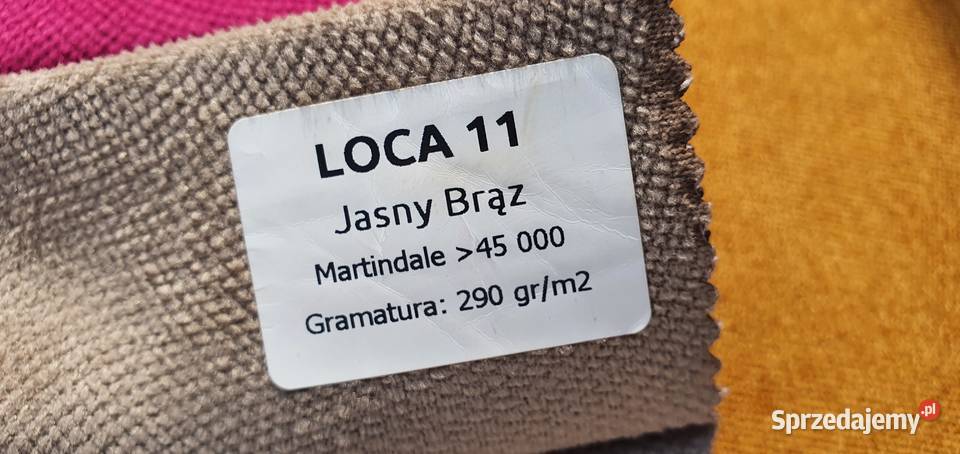 LOCA 11
Jasny Brąz
Martindale >45 000
Gramatura: 290 gr/m2
Sprzedajemy.pl